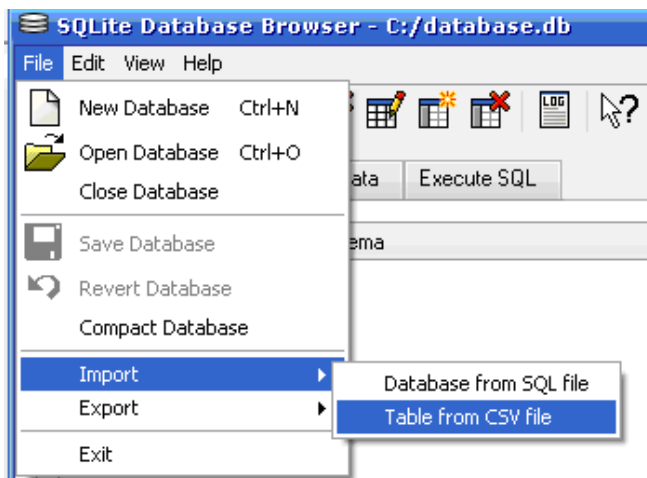 SQLite Database Browser - C:/database.db
File Edit View Help
New Database Ctrl+N
LOG
Open Database Ctrl+O
ata Execute SQL
Close Database
Save Database
ema
Revert Database
Compact Database
Import
Database from SQL file
Export
Table from CSV file
Exit